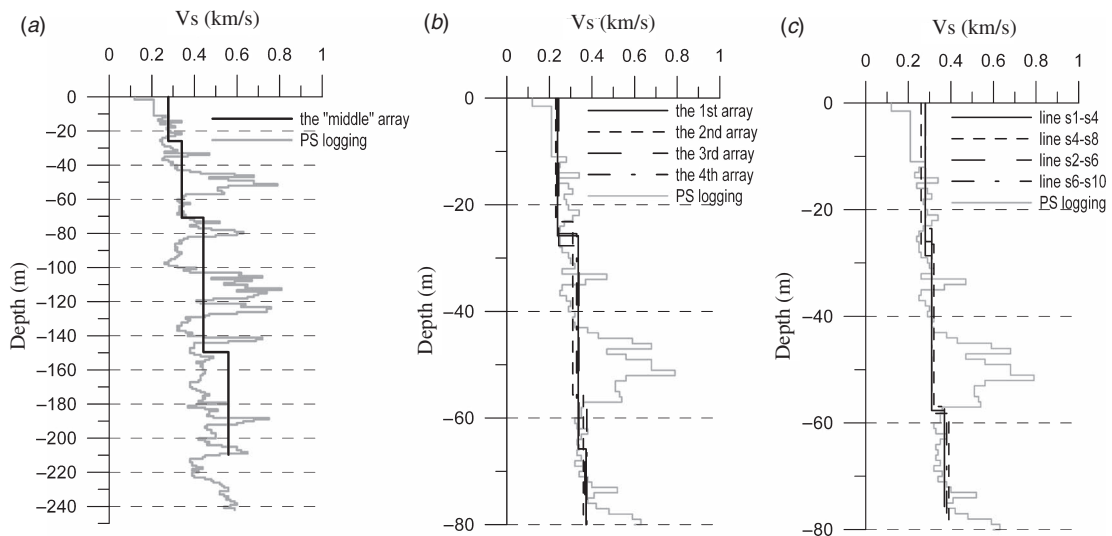 (a)
Vs (km/s)
0 0.2 0.4 0.6 0.8 1
0
−20
−40
−60
−80
−100
−120
−140
−160
−180
−200
−220
−240
Depth (m)
the "middle" array
PS logging
(b)
Vs (km/s)
0 0.2 0.4 0.6 0.8 1
0
−20
−40
−60
−80
Depth (m)
the 1st array
the 2nd array
the 3rd array
the 4th array
PS logging
(c)
Vs (km/s)
0 0.2 0.4 0.6 0.8 1
0
−20
−40
−60
−80
Depth (m)
line s1-s4
line s4-s8
line s2-s6
line s6-s10
PS logging